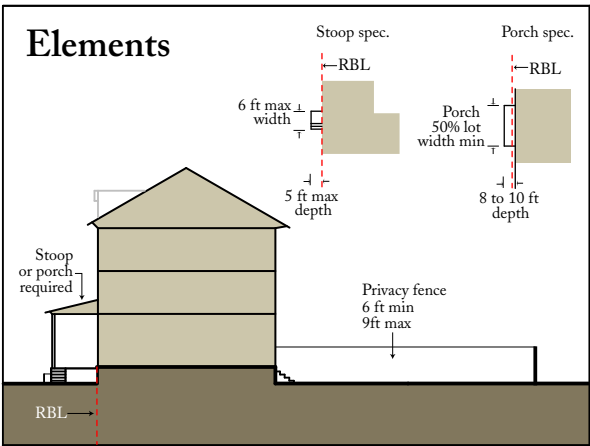 Elements
Stoop spec.
RBL
6 ft max
width
5 ft max
depth
Porch spec.
RBL
Porch
50% lot
width min
8 to 10 ft
depth
Stoop
or porch
required
Privacy fence
6 ft min
9ft max
RBL